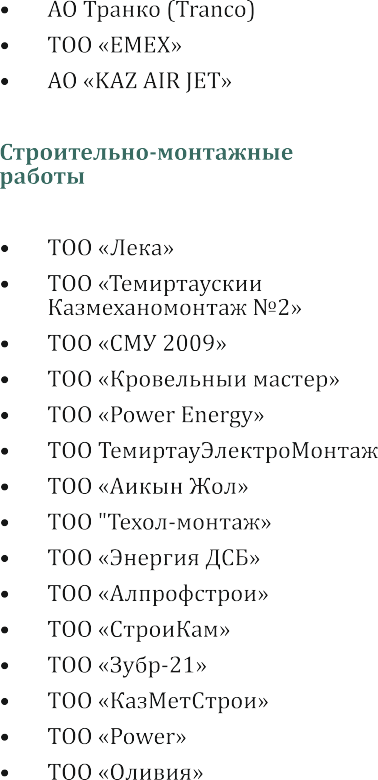 • АО Транко (Tranco)
• ТОО «EMEX»
• АО «KAZ AIR JET»
Строительно-монтажные
работы
• ТОО «Лека»
• ТОО «Темиртаускии
Казмеханомонтаж №2»
• ТОО «СМУ 2009»
• ТОО «Кровельныи мастер»
• ТОО «Power Energy»
• ТОО ТемиртауЭлектроМонтаж
• ТОО «Аикын Жол»
• ТОО "Техол-монтаж»
• ТОО «Энергия ДСБ»
• ТОО «Алпрофстрои»
• ТОО «СтроиКам»
• ТОО «Зубр-21»
• ТОО «КазМетСтрои»
• ТОО «Power»
• ТОО «Оливия»